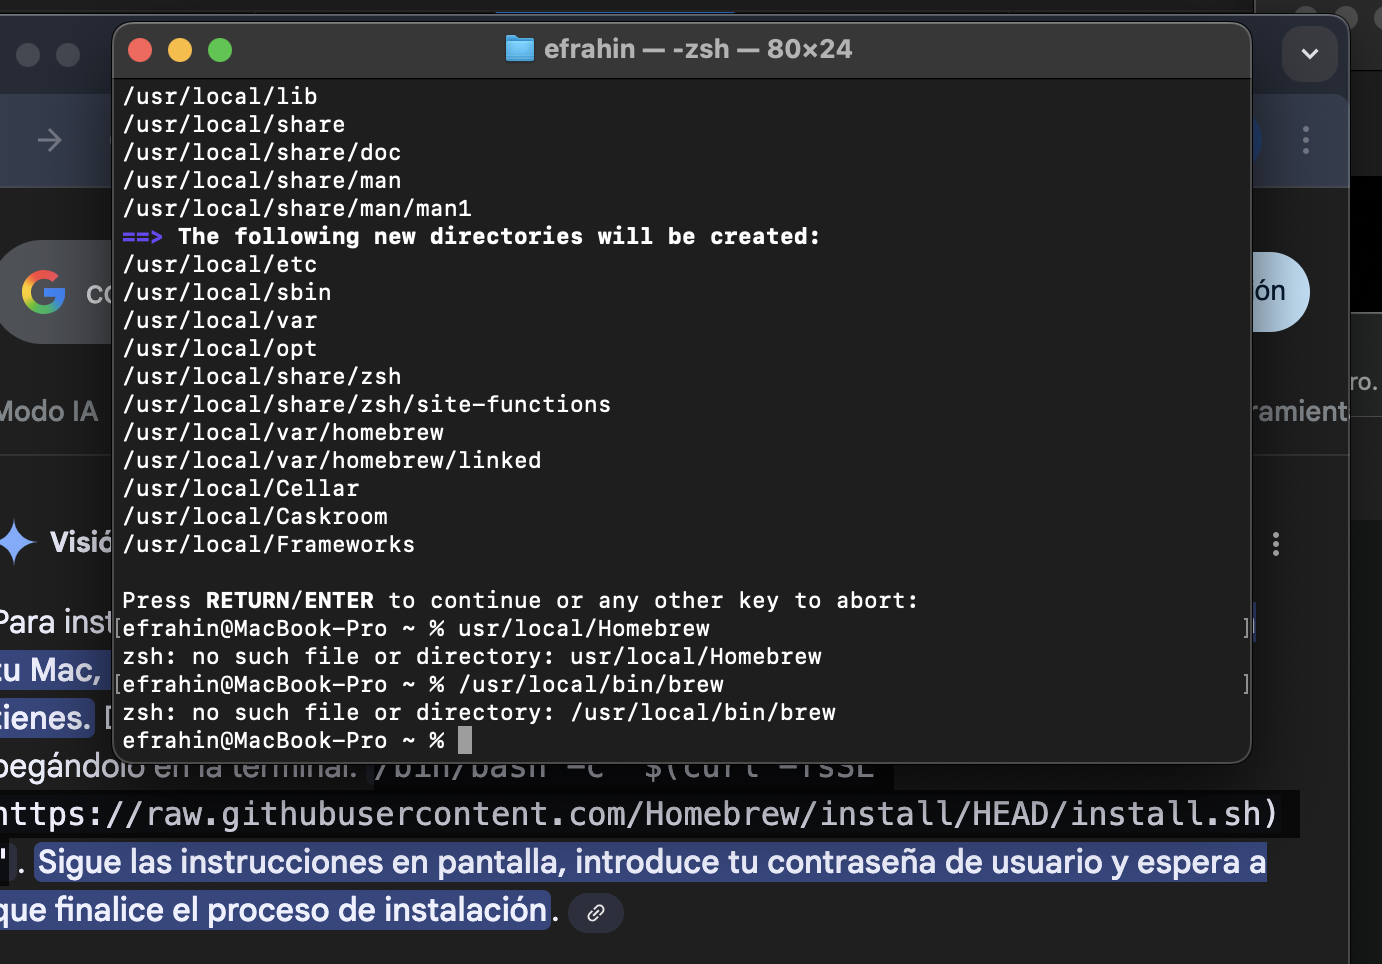 efrahin — -zsh — 80×24
/usr/local/lib
/usr/local/share
/usr/local/share/doc
/usr/local/share/man
/usr/local/share/man/man1
==> The following new directories will be created:
/usr/local/etc
/usr/local/sbin
/usr/local/var
/usr/local/opt
/usr/local/share/zsh
/usr/local/share/zsh/site-functions
/usr/local/var/homebrew
/usr/local/var/homebrew/linked
/usr/local/Cellar
/usr/local/Caskroom
/usr/local/Frameworks
Press RETURN/ENTER to continue or any other key to abort:
[efrahin@MacBook-Pro ~ % usr/local/Homebrew ]
zsh: no such file or directory: usr/local/Homebrew
[efrahin@MacBook-Pro ~ % /usr/local/bin/brew ]
zsh: no such file or directory: /usr/local/bin/brew
efrahin@MacBook-Pro ~ %
co
ón
ro.
Modo IA
ramient
Visió
Para inst
tu Mac,
tienes.
pegándolo en la terminal. /bin/bash -c "$(curl -fsSL
https://raw.githubusercontent.com/Homebrew/install/HEAD/install.sh)
". Sigue las instrucciones en pantalla, introduce tu contraseña de usuario y espera a
que finalice el proceso de instalación.